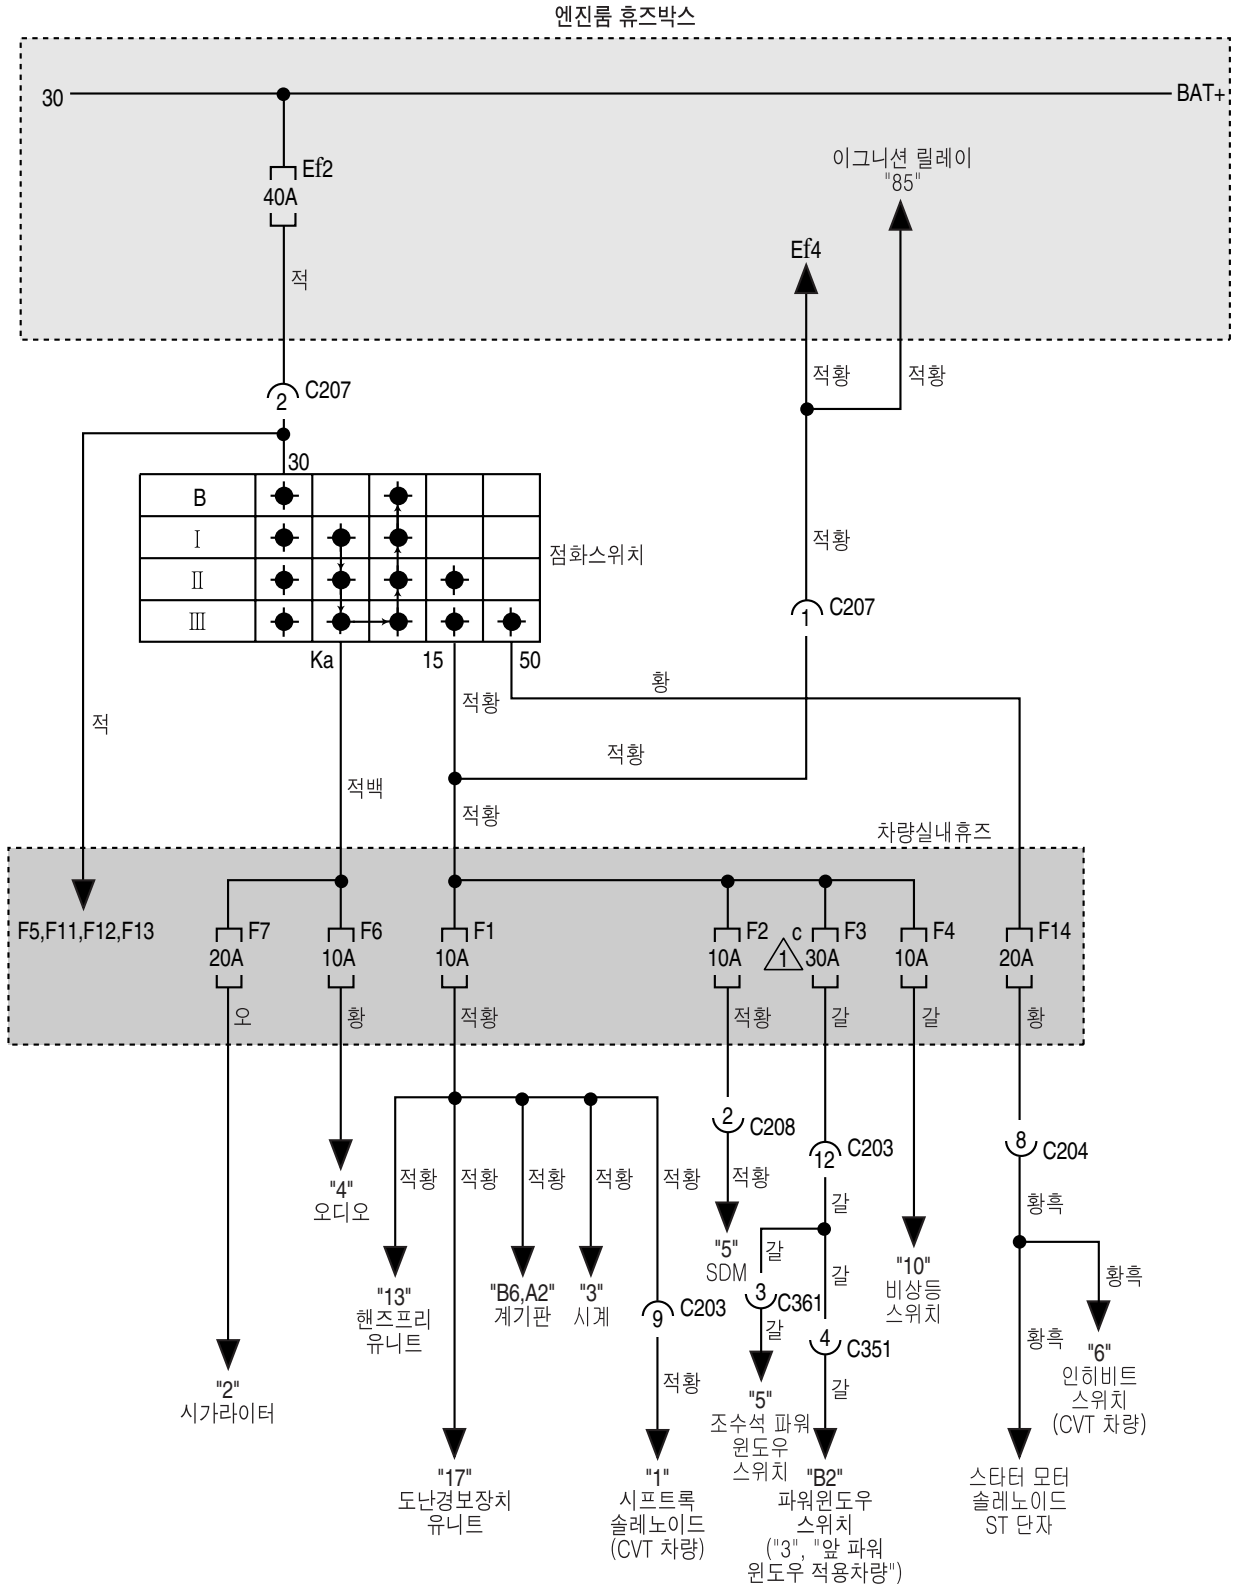 엔진룸 휴즈박스
30
BAT+
이그니션 릴레이
"85"
Ef2
40A
Ef4
적
적황
적황
C207
2
30
B
Ⅰ
Ⅱ
Ⅲ
점화스위치
적황
1
C207
Ka
15
50
적황
황
적
적황
적백
적황
차량실내휴즈
F5,F11,F12,F13
F7
20A
F6
10A
F1
10A
F2
10A
c
1
F3
30A
F4
10A
F14
20A
오
황
적황
적황
갈
갈
황
2
C208
12
C203
8
C204
적황
적황
적황
적황
적황
적황
갈
황흑
"4"
오디오
"5"
SDM
갈
갈
"10"
비상등
스위치
황흑
"13"
핸즈프리
유니트
"B6,A2"
계기판
"3"
시계
9
C203
3
C361
갈
4
C351
황흑
"6"
인히비트
스위치
(CVT 차량)
"2"
시가라이터
적황
갈
"5"
조수석 파워
윈도우
스위치
"17"
도난경보장치
유니트
"1"
시프트록
솔레노이드
(CVT 차량)
"B2"
파워윈도우
스위치
("3", "앞 파워
윈도우 적용차량")
스타터 모터
솔레노이드
ST 단자